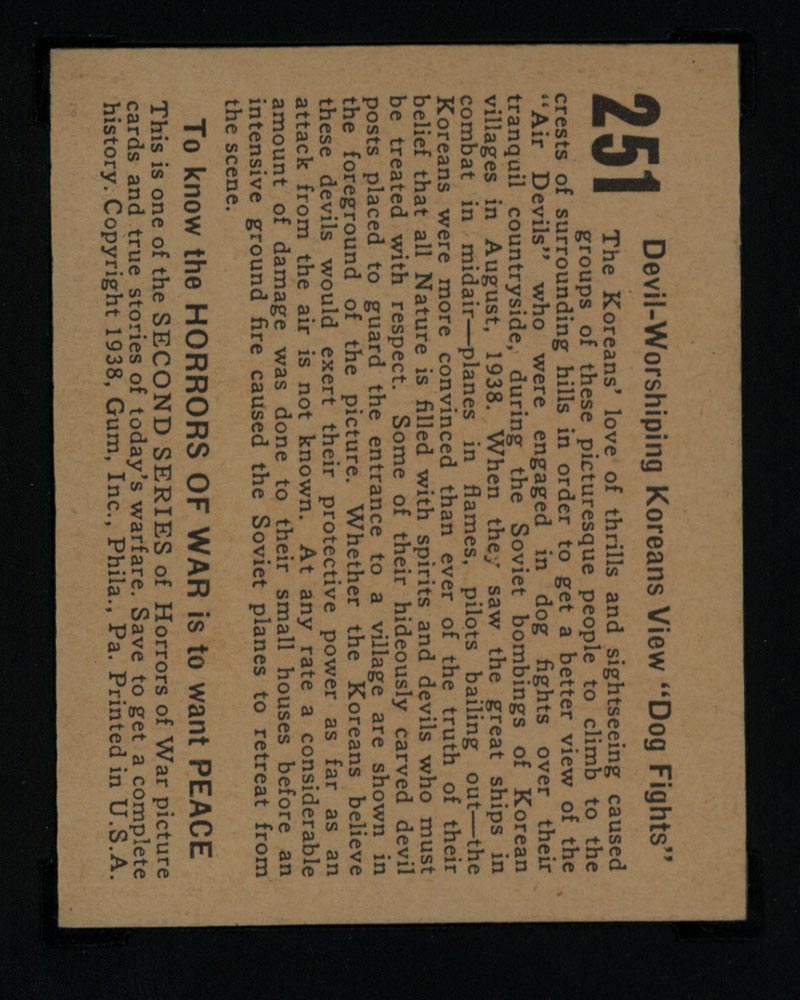 251 Devil-Worshiping Koreans View "Dog Fights"
The Koreans' love of thrills and sightseeing caused
groups of these picturesque people to climb to the
crests of surrounding hills in order to get a better view of the
"Air Devils" who were engaged in dog fights over their
tranquil countryside, during the Soviet bombings of Korean
villages in August, 1938. When they saw the great ships in
combat in midair—planes in flames, pilots bailing out—the
Koreans were more convinced than ever of the truth of their
belief that all Nature is filled with spirits and devils who must
be treated with respect. Some of their hideously carved devil
posts placed to guard the entrance to a village are shown in
the foreground of the picture. Whether the Koreans believe
these devils would exert their protective power as far as an
attack from the air is not known. At any rate a considerable
amount of damage was done to their small houses before an
intensive ground fire caused the Soviet planes to retreat from
the scene.
To know the HORRORS OF WAR is to want PEACE
This is one of the SECOND SERIES of Horrors of War picture
cards and true stories of today's warfare. Save to get a complete
history. Copyright 1938, Gum, Inc., Phila., Pa. Printed in U.S.A.